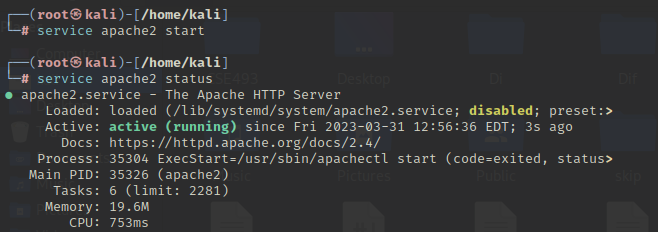 ┌──(root㉿kali)-[/home/kali]
└─# service apache2 start
┌──(root㉿kali)-[/home/kali]
└─# service apache2 status
● apache2.service - The Apache HTTP Server
Loaded: loaded (/lib/systemd/system/apache2.service; disabled; preset:>
Active: active (running) since Fri 2023-03-31 12:56:36 EDT; 3s ago
Docs: https://httpd.apache.org/docs/2.4/
Process: 35304 ExecStart=/usr/sbin/apachectl start (code=exited, status>
Main PID: 35326 (apache2)
Tasks: 6 (limit: 2281)
Memory: 19.6M
CPU: 753ms
Desktop
Pictures
Public